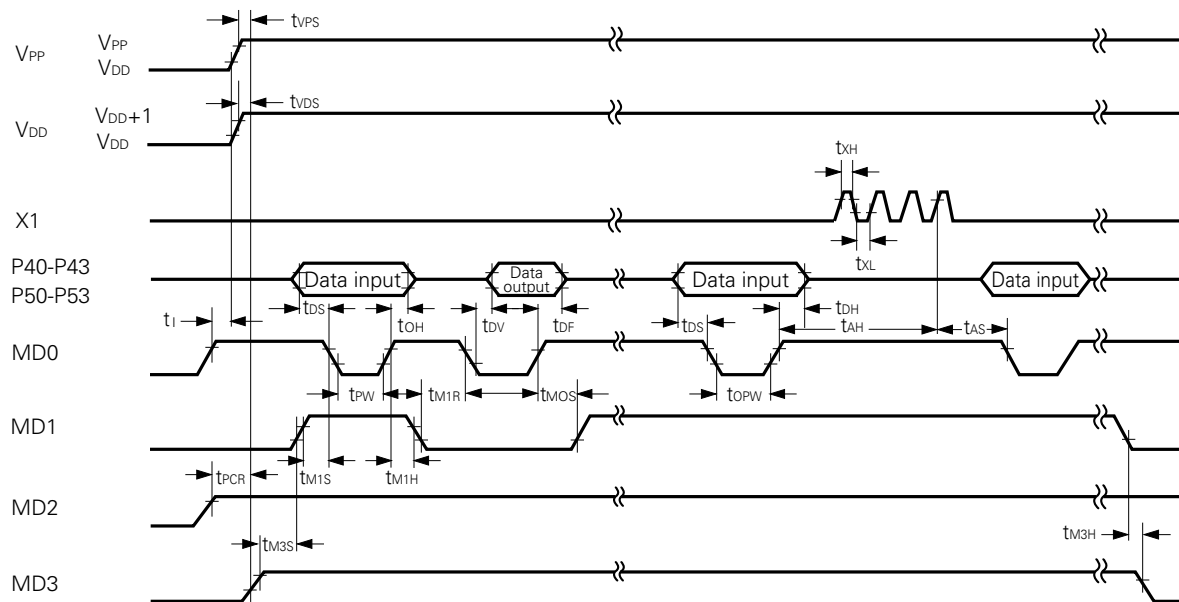 tVPS
VPP
VPP
VDD
tVDS
VDD
VDD+1
VDD
tXH
X1
tXL
P40-P43
P50-P53
Data input
Data
output
Data input
Data input
tI
tDS
tOH
tDV
tDF
tDS
tDH
tAH
tAS
MD0
tPW
tM1R
tMOS
tOPW
MD1
tM1S
tM1H
tPCR
MD2
tM3S
tM3H
MD3